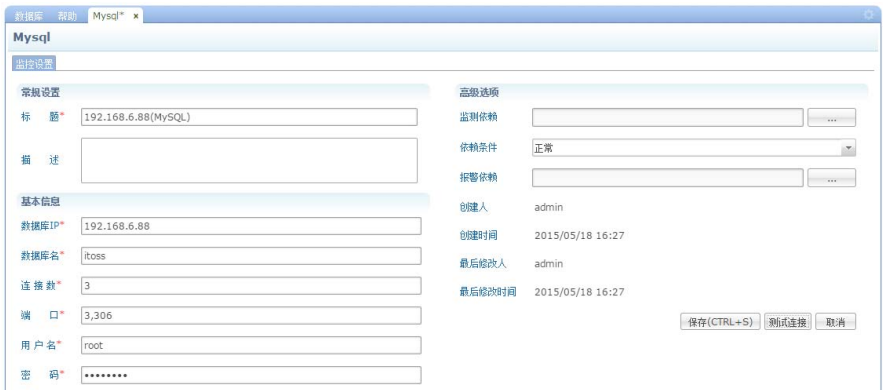 数据库 帮助 Mysql* ×
Mysql
监控设置
常规设置
标 题* 192.168.6.88(MySQL)
描 述
基本信息
数据库IP* 192.168.6.88
数据库名* itoss
连 接 数* 3
端 口* 3,306
用 户 名* root
密 码* ••••••••
高级选项
监测依赖 ...
依赖条件 正常
报警依赖 ...
创建人 admin
创建时间 2015/05/18 16:27
最后修改人 admin
最后修改时间 2015/05/18 16:27
保存(CTRL+S) 测试连接 取消